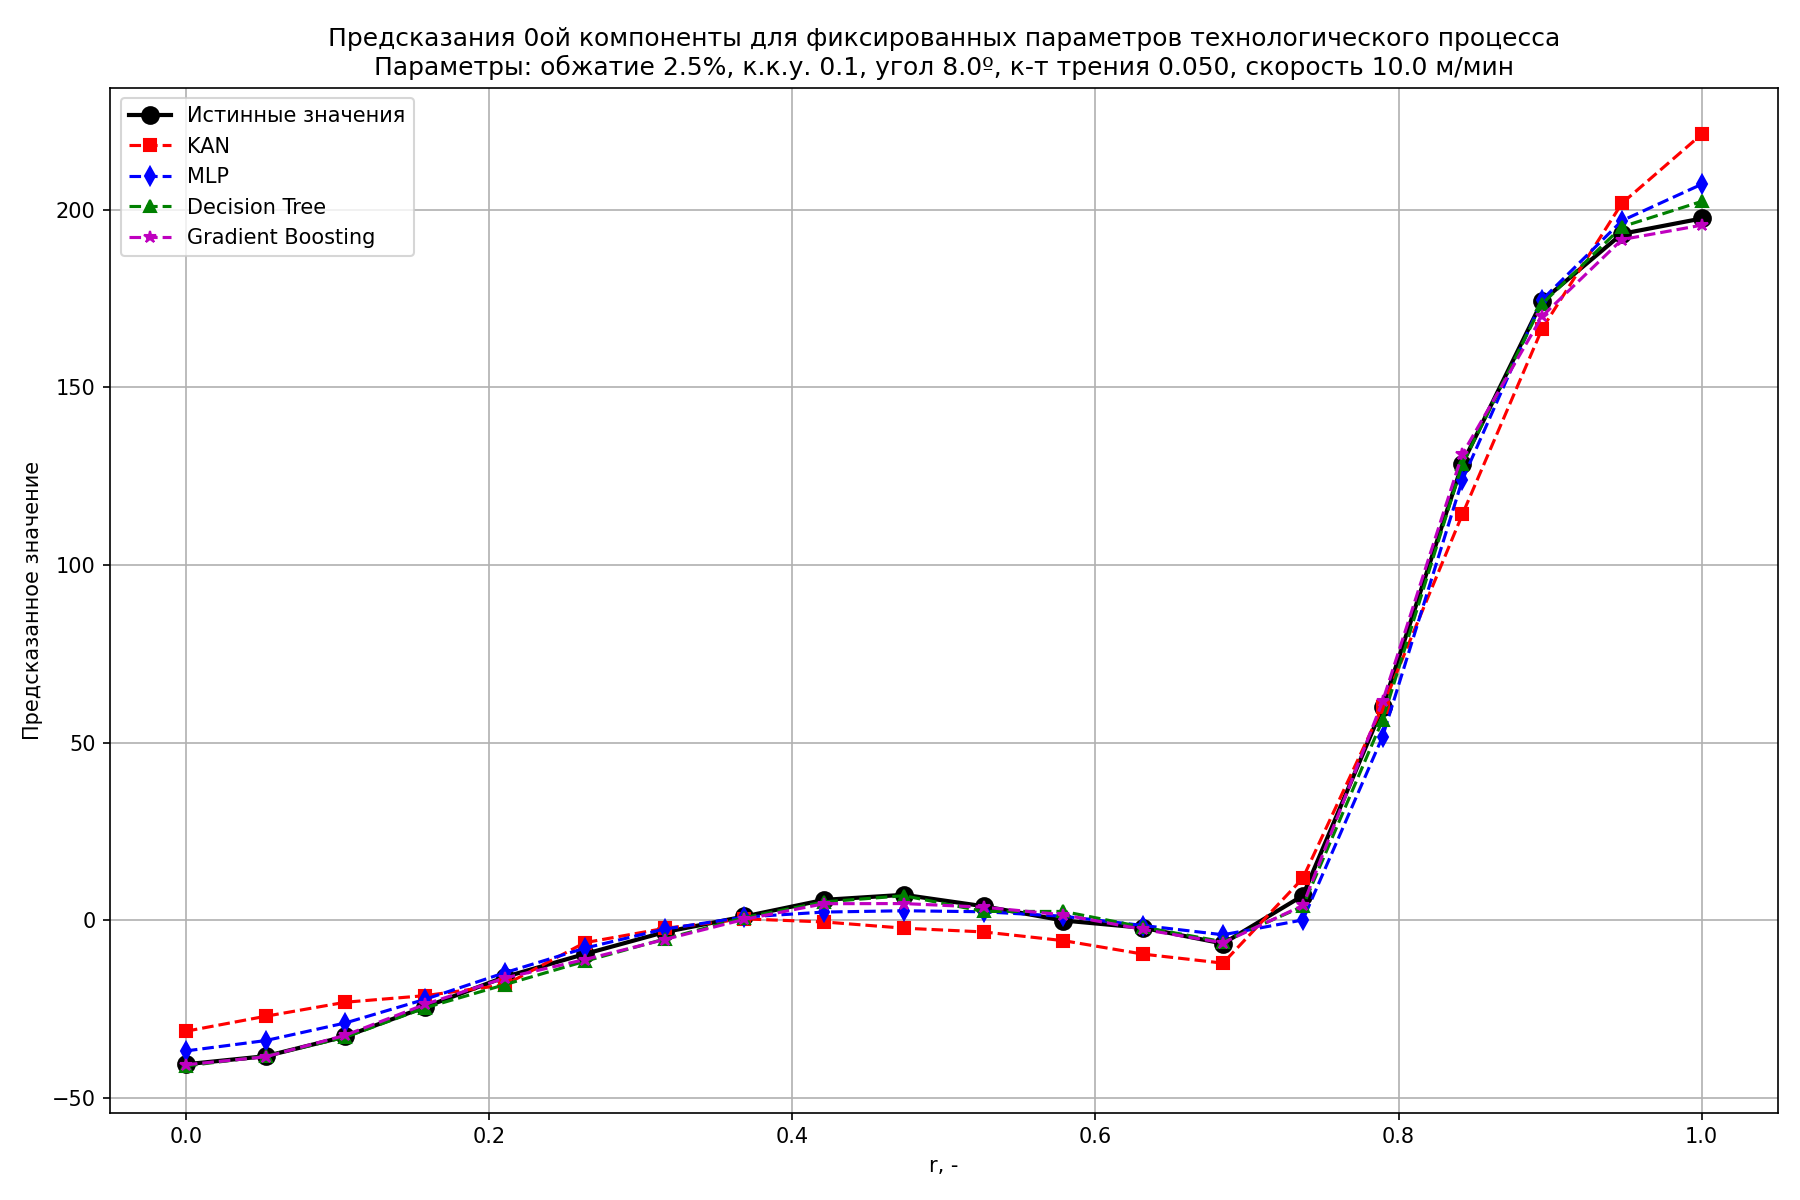 Предсказания 0ой компоненты для фиксированных параметров технологического процесса
Параметры: обжатие 2.5%, к.к.у. 0.1, угол 8.0º, к-т трения 0.050, скорость 10.0 м/мин
Истинные значения
KAN
MLP
Decision Tree
Gradient Boosting
Предсказанное значение
200
150
100
50
0
−50
0.0
0.2
0.4
0.6
0.8
1.0
r, -